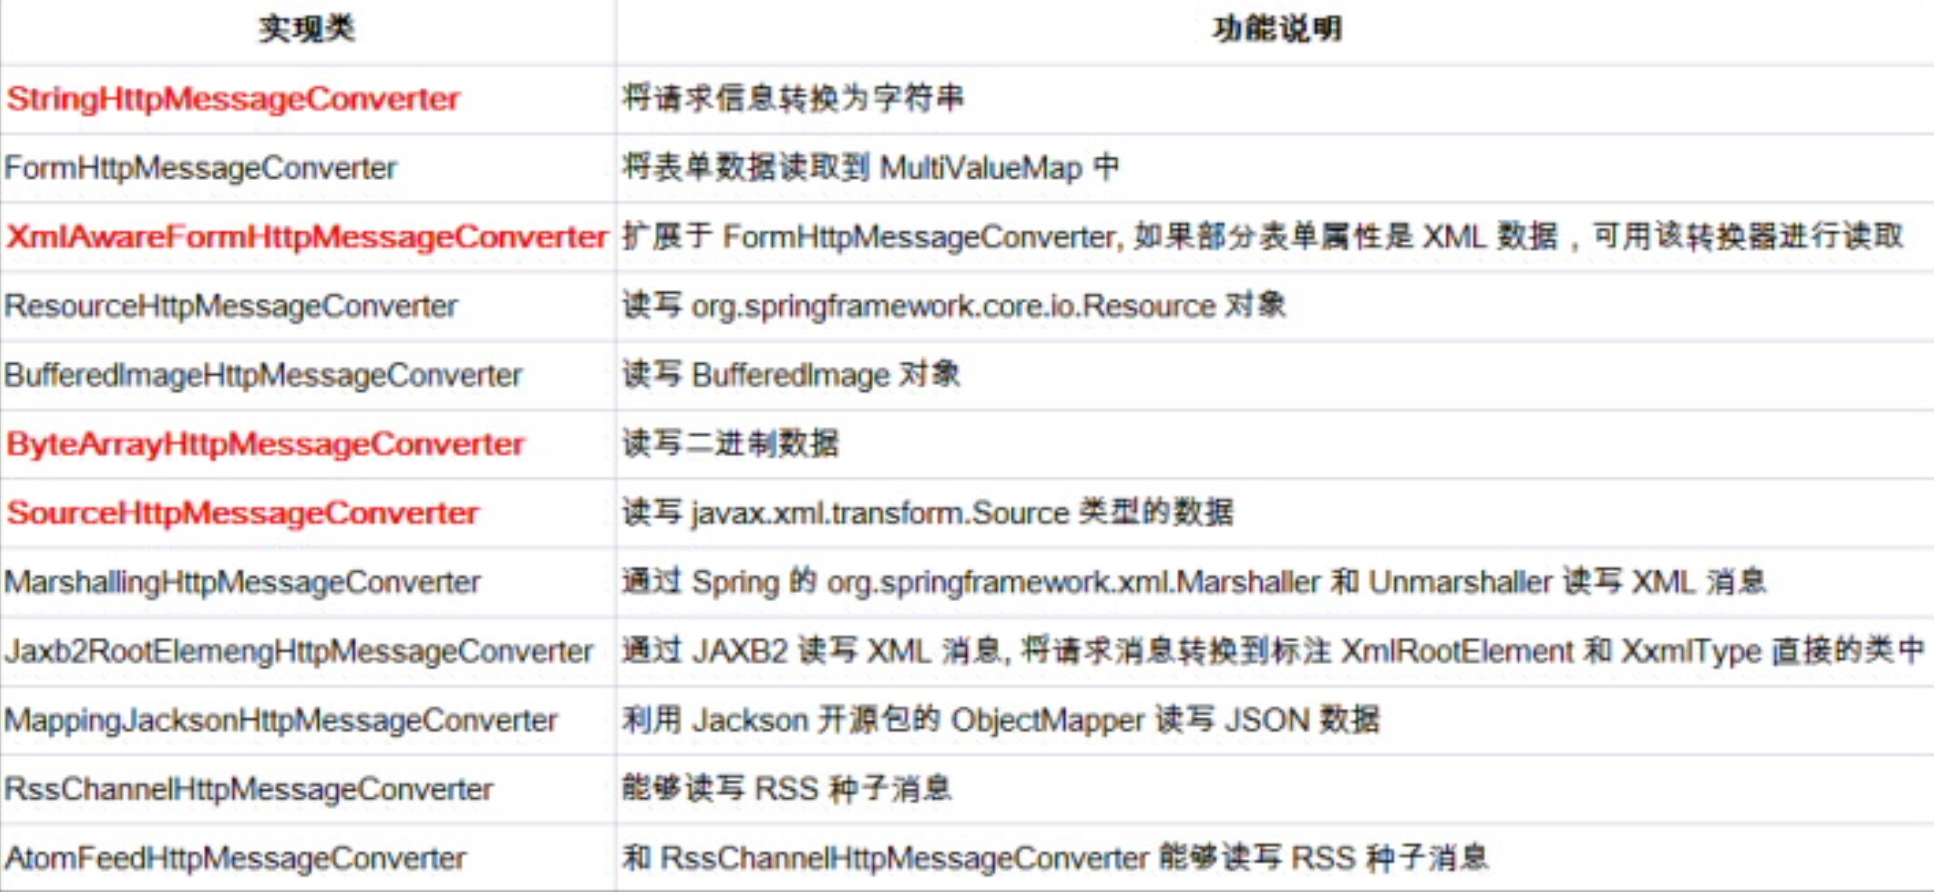 实现类 功能说明
StringHttpMessageConverter 将请求信息转换为字符串
FormHttpMessageConverter 将表单数据读取到 MultiValueMap 中
XmlAwareFormHttpMessageConverter 扩展于 FormHttpMessageConverter, 如果部分表单属性是 XML 数据，可用该转换器进行读取
ResourceHttpMessageConverter 读写 org.springframework.core.io.Resource 对象
BufferedImageHttpMessageConverter 读写 BufferedImage 对象
ByteArrayHttpMessageConverter 读写二进制数据
SourceHttpMessageConverter 读写 javax.xml.transform.Source 类型的数据
MarshallingHttpMessageConverter 通过 Spring 的 org.springframework.xml.Marshaller 和 Unmarshaller 读写 XML 消息
Jaxb2RootElemengHttpMessageConverter 通过 JAXB2 读写 XML 消息, 将请求消息转换到标注 XmlRootElement 和 XxmlType 直接的类中
MappingJacksonHttpMessageConverter 利用 Jackson 开源包的 ObjectMapper 读写 JSON 数据
RssChannelHttpMessageConverter 能够读写 RSS 种子消息
AtomFeedHttpMessageConverter 和 RssChannelHttpMessageConverter 能够读写 RSS 种子消息